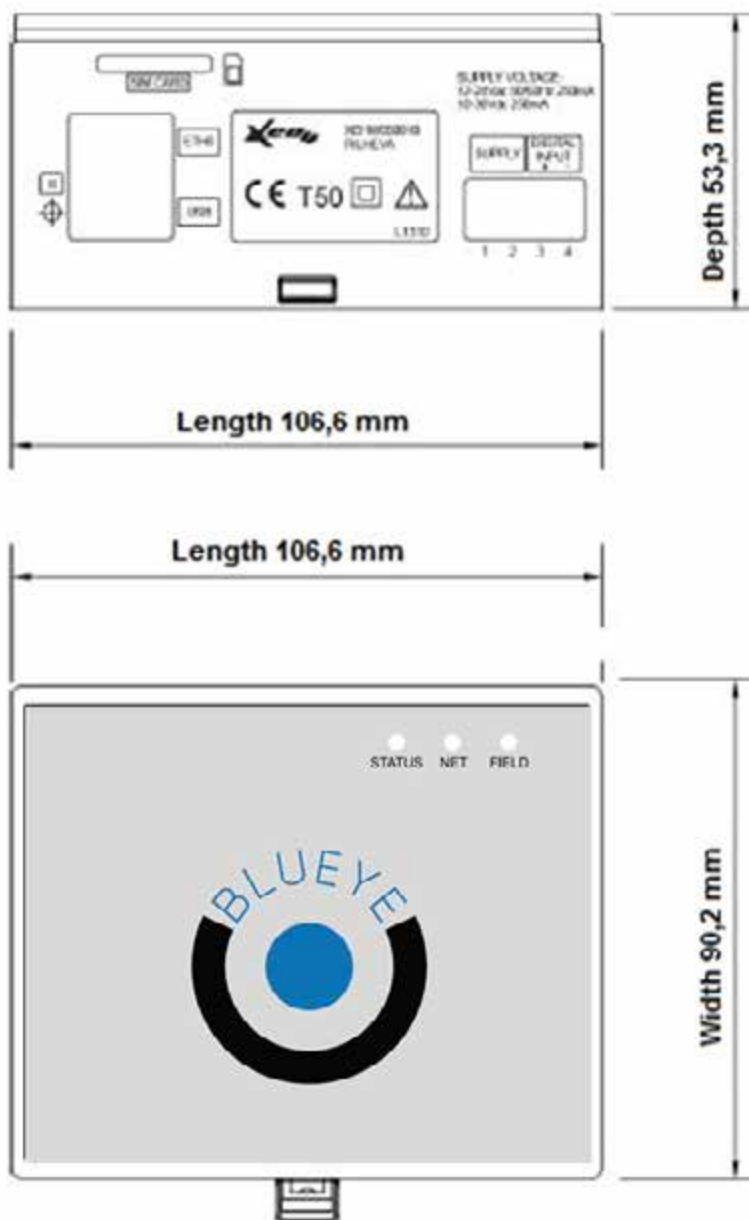 SIM CARD
SUPPLY VOLTAGE:
ETH0
SUPPLY
DIGITAL
INPUT
CE T50
USB
1 2 3 4
Depth 53,3 mm
Length 106,6 mm
Length 106,6 mm
STATUS NET FIELD
BLUEYE
Width 90,2 mm